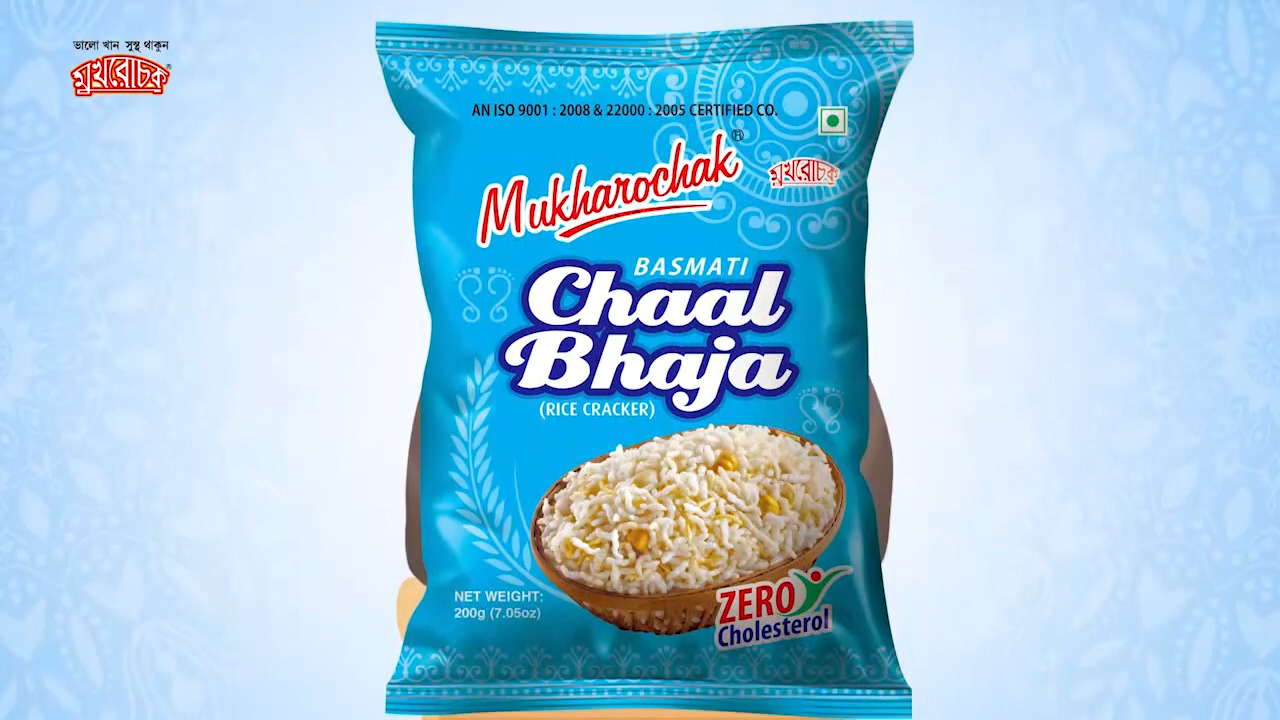 ভালো খান সুস্থ থাকুন
মুখরোচক®
AN ISO 9001 : 2008 & 22000 : 2005 CERTIFIED CO.
Mukharochak®
মুখরোচক
BASMATI
Chaal
Bhaja
(RICE CRACKER)
NET WEIGHT:
200g (7.05oz)
ZERO
Cholesterol